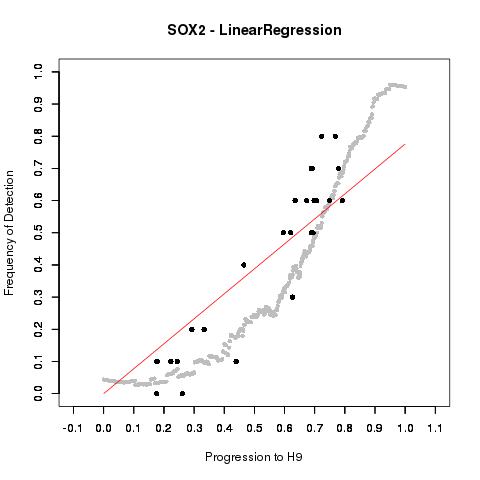 SOX2 - LinearRegression
Frequency of Detection
1.0
0.9
0.8
0.7
0.6
0.5
0.4
0.3
0.2
0.1
0.0
-0.1 0.0 0.1 0.2 0.3 0.4 0.5 0.6 0.7 0.8 0.9 1.0 1.1
Progression to H9